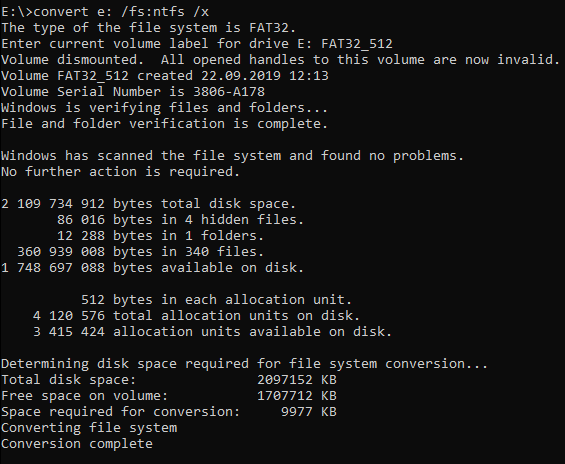 E:\>convert e: /fs:ntfs /x
The type of the file system is FAT32.
Enter current volume label for drive E: FAT32_512
Volume dismounted.  All opened handles to this volume are now invalid.
Volume FAT32_512 created 22.09.2019 12:13
Volume Serial Number is 3806-A178
Windows is verifying files and folders...
File and folder verification is complete.

Windows has scanned the file system and found no problems.
No further action is required.

2 109 734 912 bytes total disk space.
       86 016 bytes in 4 hidden files.
       12 288 bytes in 1 folders.
  360 939 008 bytes in 340 files.
1 748 697 088 bytes available on disk.

          512 bytes in each allocation unit.
    4 120 576 total allocation units on disk.
    3 415 424 allocation units available on disk.

Determining disk space required for file system conversion...
Total disk space:               2097152 KB
Free space on volume:           1707712 KB
Space required for conversion:     9977 KB
Converting file system
Conversion complete